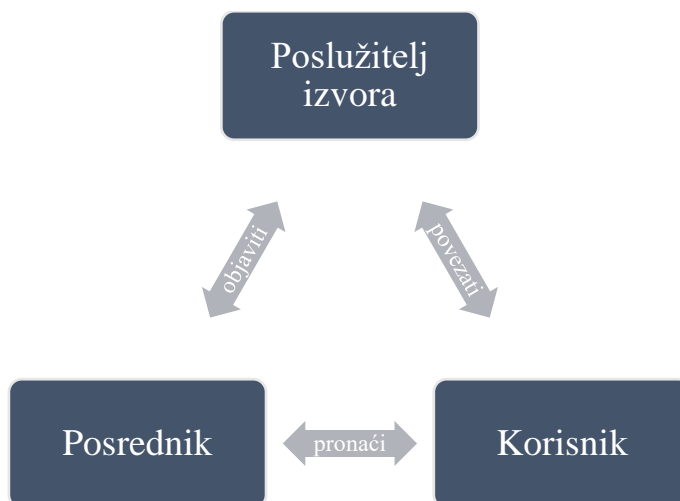 Poslužitelj
izvora
objaviti
povezati
Posrednik
pronaći
Korisnik